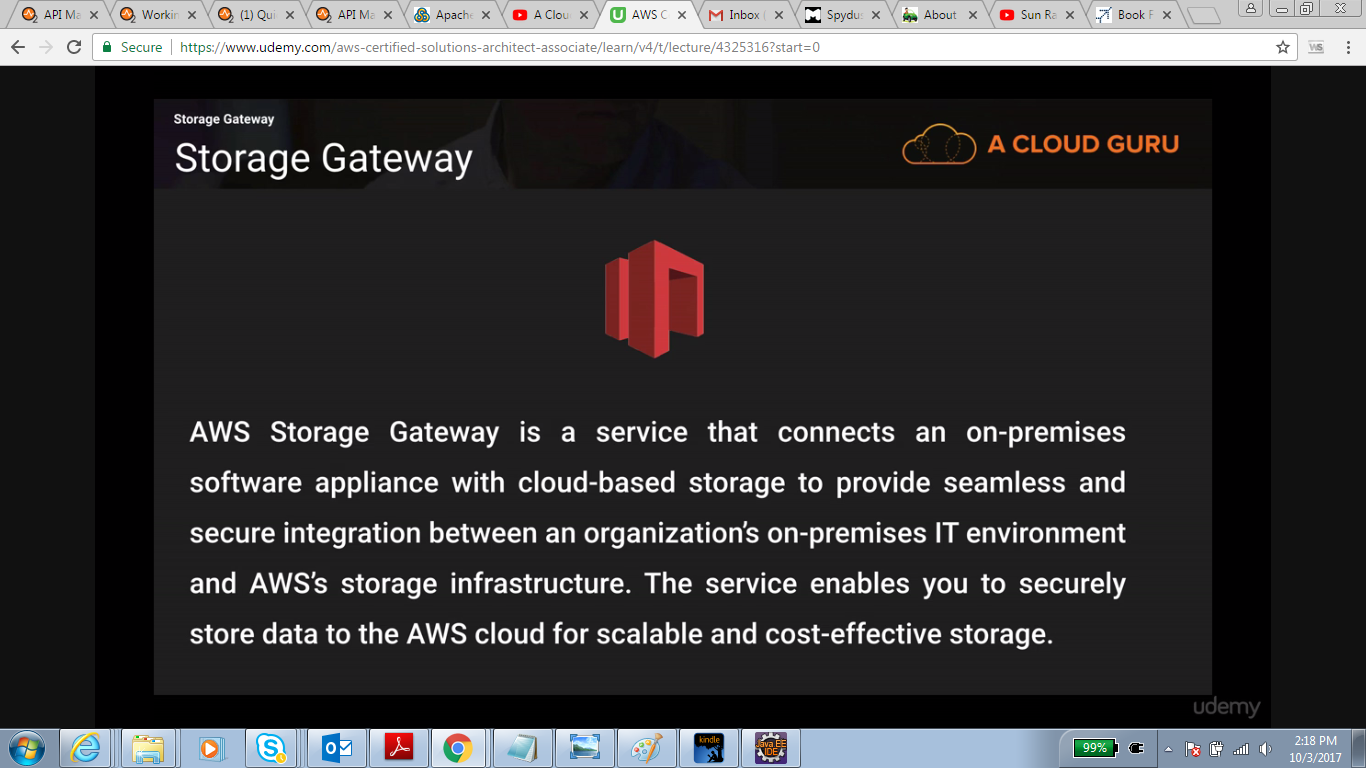 API Ma
Workin
(1) Qui
API Ma
Apache
A Clou
AWS C
Inbox (
Spydus
About
Sun Ra
Book F
Secure
https://www.udemy.com/aws-certified-solutions-architect-associate/learn/v4/t/lecture/4325316?start=0
Storage Gateway
Storage Gateway
A CLOUD GURU
AWS Storage Gateway is a service that connects an on-premises
software appliance with cloud-based storage to provide seamless and
secure integration between an organization's on-premises IT environment
and AWS's storage infrastructure. The service enables you to securely
store data to the AWS cloud for scalable and cost-effective storage.
udemy
kindle
Java EE
IDE
99%
2:18 PM
10/3/2017